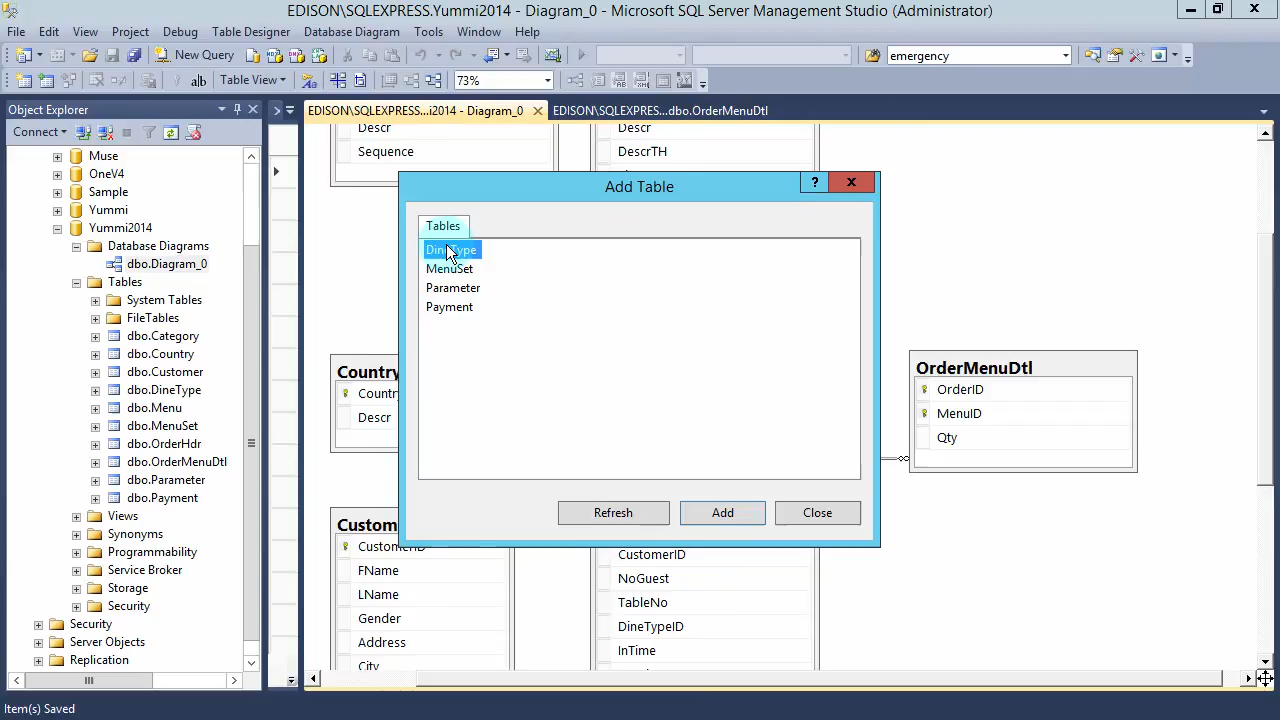 EDISON\SQLEXPRESS.Yummi2014 - Diagram_0 - Microsoft SQL Server Management Studio (Administrator)
File Edit View Project Debug Table Designer Database Diagram Tools Window Help
New Query emergency
ab Table View 73%
Object Explorer
EDISON\SQLEXPRESS...i2014 - Diagram_0
EDISON\SQLEXPRES...dbo.OrderMenuDtl
Connect
Muse
OneV4
Sample
Yummi
Yummi2014
Database Diagrams
dbo.Diagram_0
Tables
System Tables
FileTables
dbo.Category
dbo.Country
dbo.Customer
dbo.DineType
dbo.Menu
dbo.MenuSet
dbo.OrderHdr
dbo.OrderMenuDtl
dbo.Parameter
dbo.Payment
Views
Synonyms
Programmability
Service Broker
Storage
Security
Security
Server Objects
Replication
Descr
Sequence
Descr
DescrTH
Add Table
?
Tables
DineType
MenuSet
Parameter
Payment
Refresh Add Close
Country
Descr
OrderMenuDtl
OrderID
MenuID
Qty
CustomerID
FName
LName
Gender
Address
City
CustomerID
NoGuest
TableNo
DineTypeID
InTime
Item(s) Saved